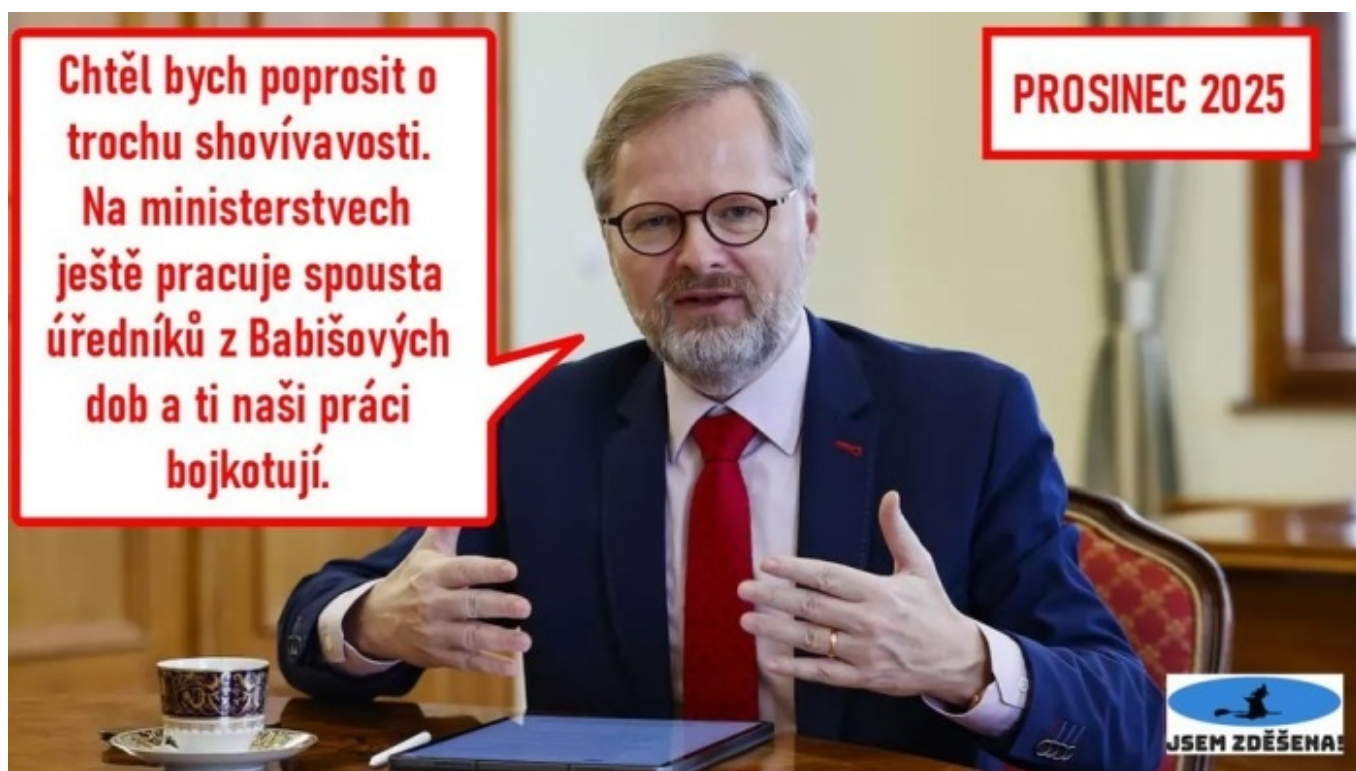 Chtěl bych poprosit o
trochu shovívavosti.
Na ministerstvech
ještě pracuje spousta
úředníků z Babišových
dob a ti naši práci
bojkotují.
PROSINEC 2025
JSEM ZDĚŠENA!